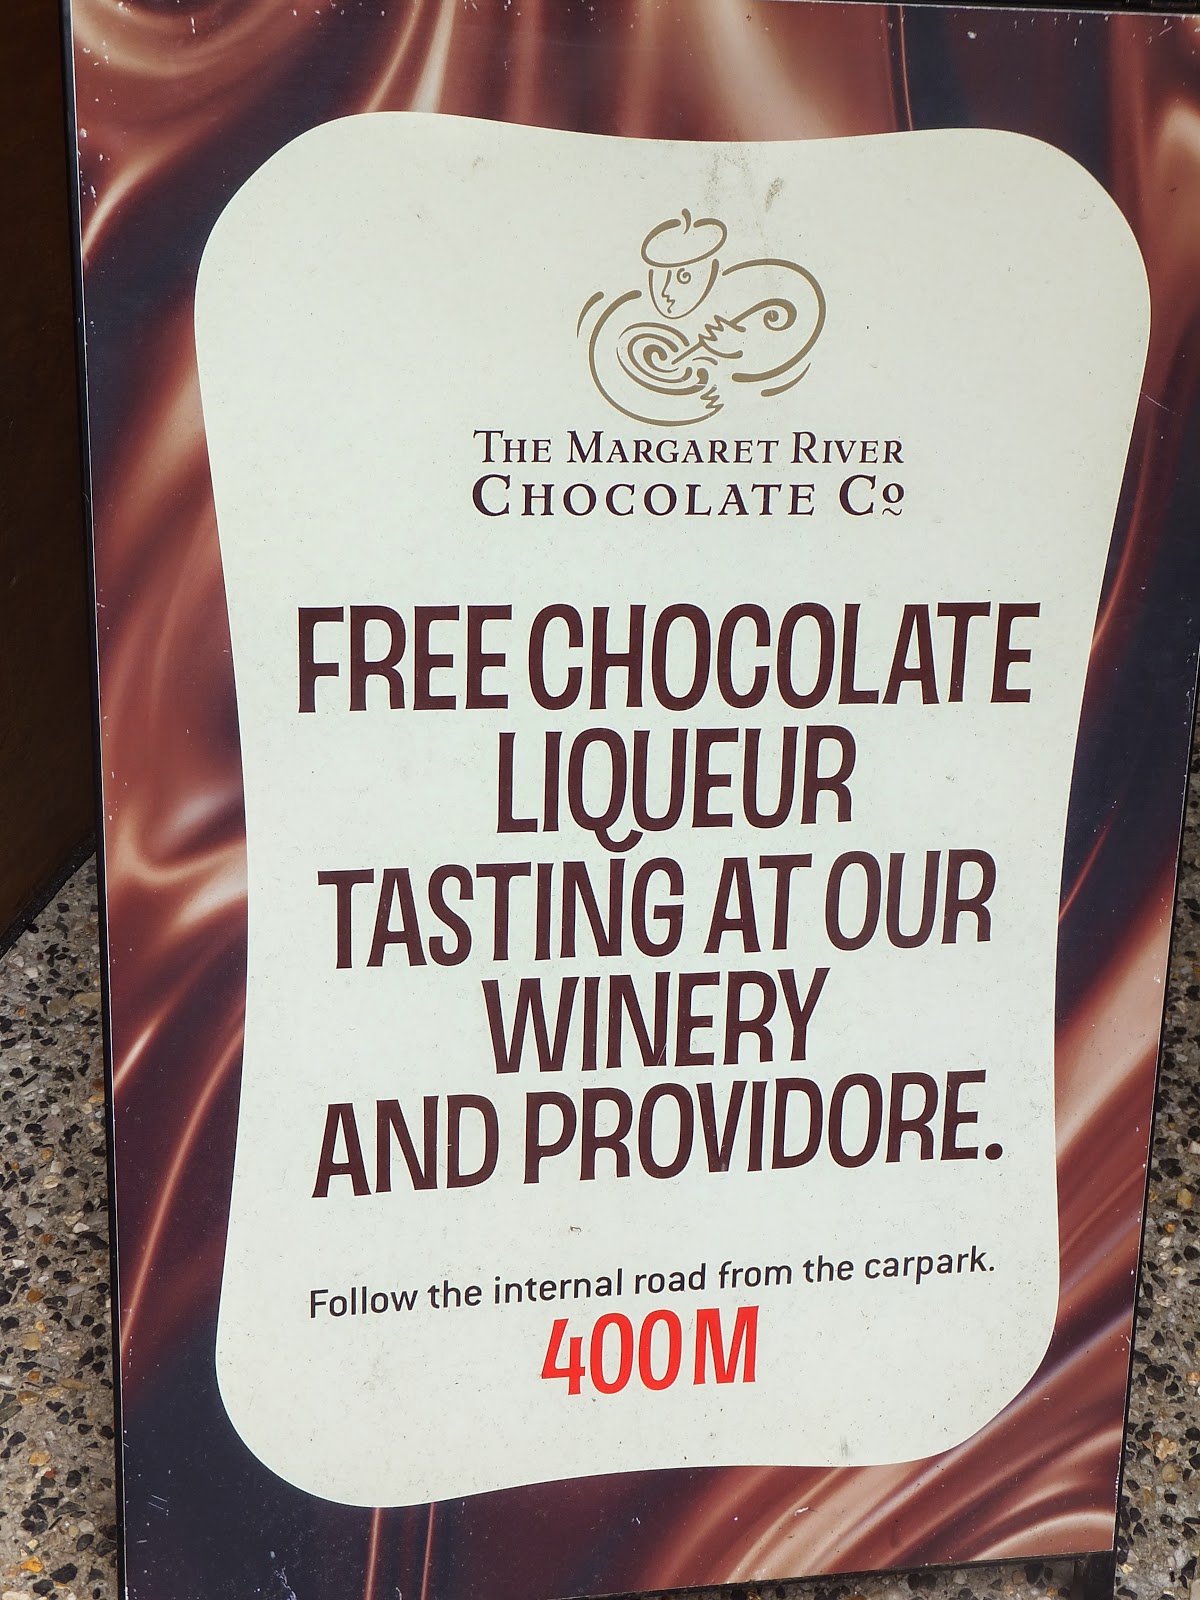 THE MARGARET RIVER
CHOCOLATE Cº
FREE CHOCOLATE
LIQUEUR
TASTING AT OUR
WINERY
AND PROVIDORE.
Follow the internal road from the carpark.
400M